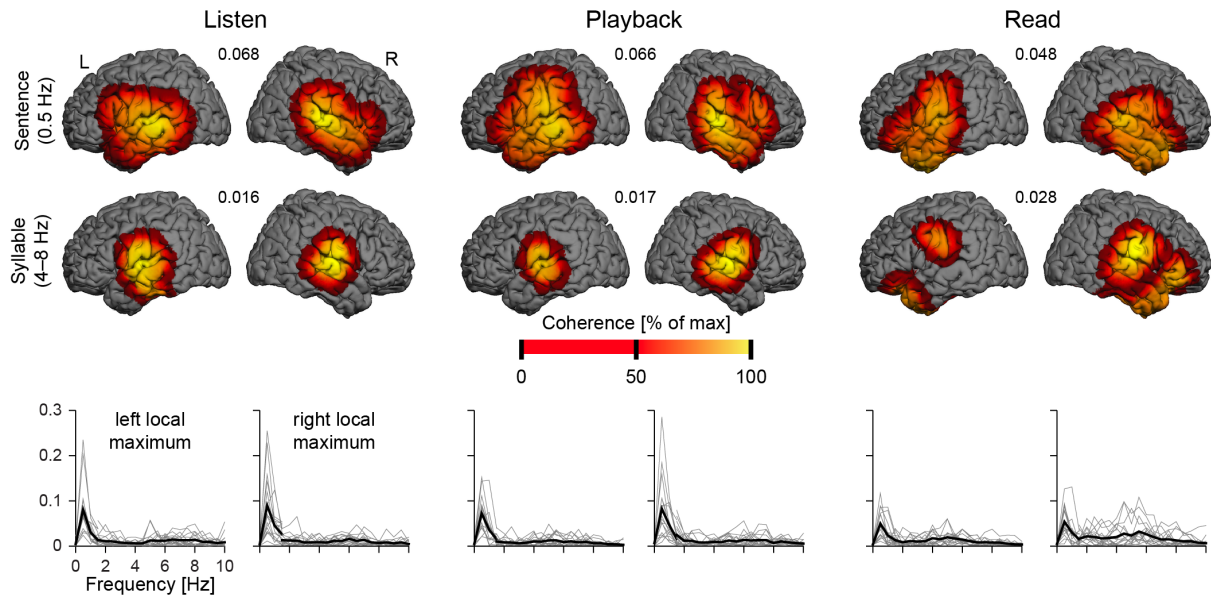 Listen
Playback
Read
Sentence
(0.5 Hz)
L
0.068
R
0.066
0.048
Syllable
(4–8 Hz)
0.016
0.017
0.028
Coherence [% of max]
0
50
100
0.3
0.2
0.1
0
left local
maximum
right local
maximum
0
2
4
6
8
10
Frequency [Hz]